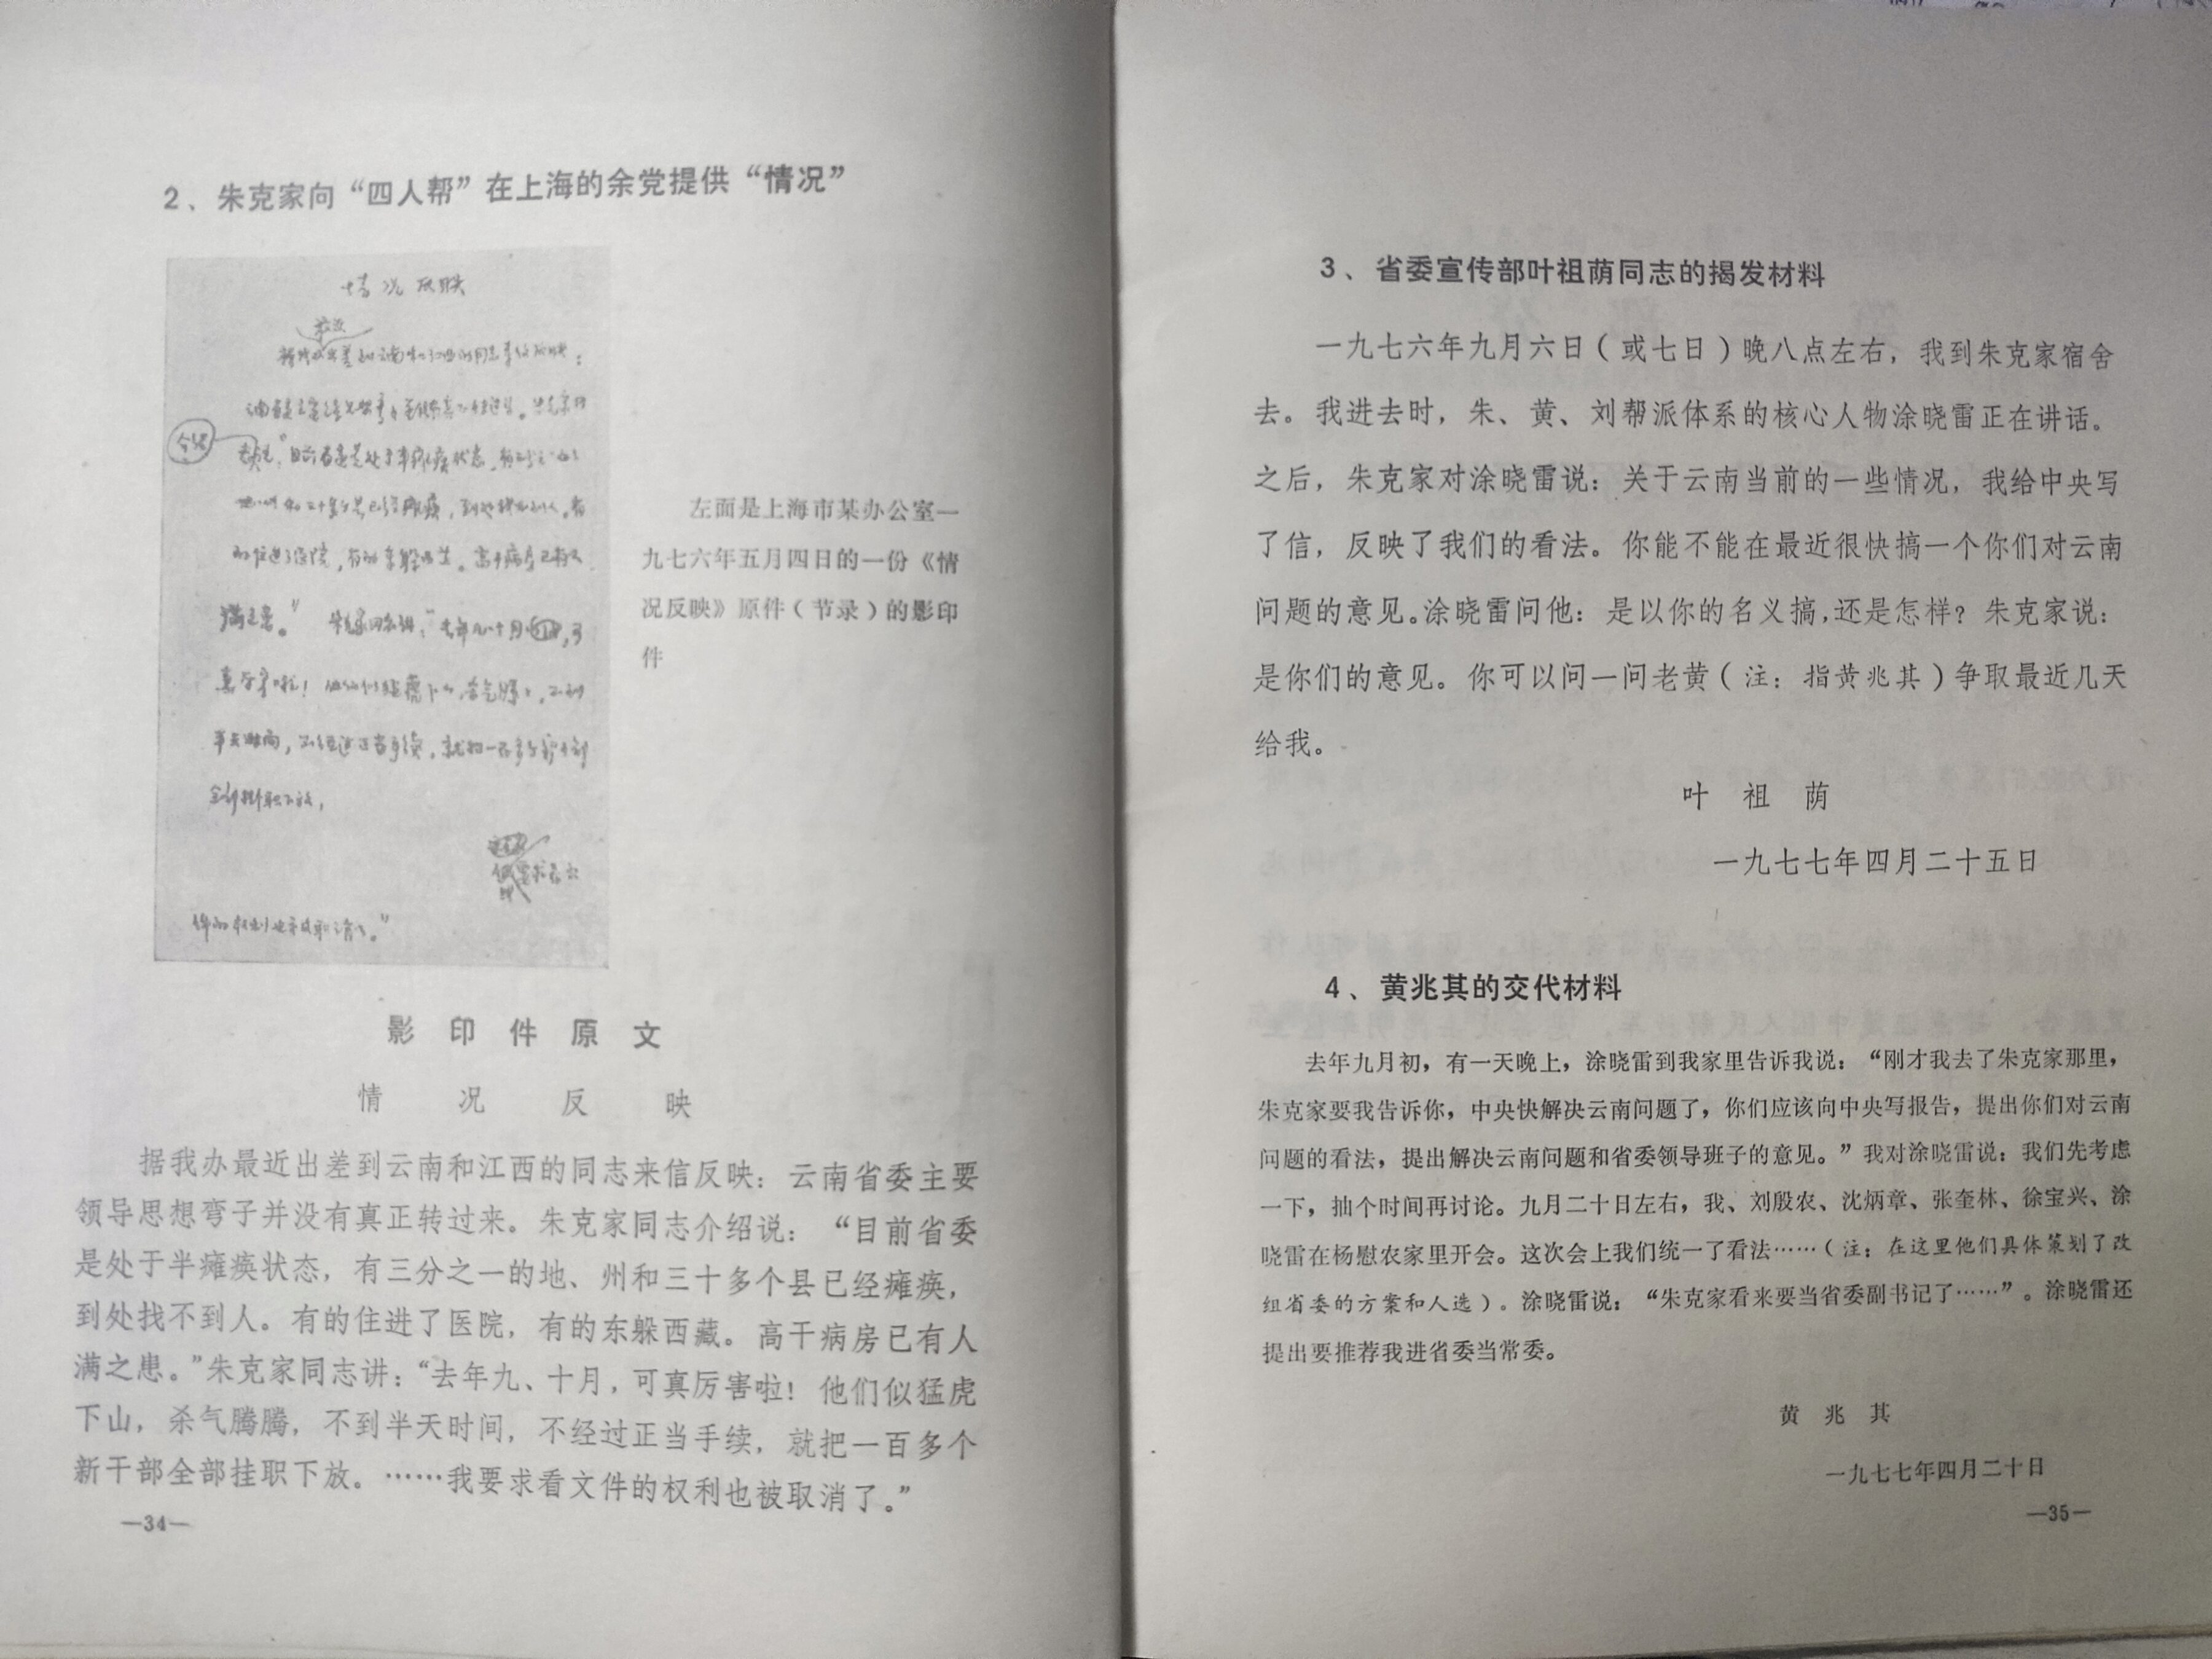 2、朱克家向“四人帮”在上海的余党提供“情况”
情况反映
左面是上海市某办公室一
九七六年五月四日的一份《情
况反映》原件（节录）的影印
件
影印件原文
情况反映
据我办最近出差到云南和江西的同志来信反映：云南省委主要
领导思想弯子并没有真正转过来。朱克家同志介绍说：“目前省委
是处于半瘫痪状态，有三分之一的地、州和三十多个县已经瘫痪，
到处找不到人。有的住进了医院，有的东躲西藏。高干病房已有人
满之患。”朱克家同志讲：“去年九、十月，可真厉害啦！他们似猛虎
下山，杀气腾腾，不到半天时间，不经过正当手续，就把一百多个
新干部全部挂职下放。……我要求看文件的权利也被取消了。”
—34—
3、省委宣传部叶祖荫同志的揭发材料
一九七六年九月六日（或七日）晚八点左右，我到朱克家宿舍
去。我进去时，朱、黄、刘帮派体系的核心人物涂晓雷正在讲话。
之后，朱克家对涂晓雷说：关于云南当前的一些情况，我给中央写
了信，反映了我们的看法。你能不能在最近很快搞一个你们对云南
问题的意见。涂晓雷问他：是以你的名义搞，还是怎样？朱克家说：
是你们的意见。你可以问一问老黄（注：指黄兆其）争取最近几天
给我。
叶祖荫
一九七七年四月二十五日
4、黄兆其的交代材料
去年九月初，有一天晚上，涂晓雷到我家里告诉我说：“刚才我去了朱克家那里，
朱克家要我告诉你，中央快解决云南问题了，你们应该向中央写报告，提出你们对云南
问题的看法，提出解决云南问题和省委领导班子的意见。”我对涂晓雷说：我们先考虑
一下，抽个时间再讨论。九月二十日左右，我、刘殷农、沈炳章、张奎林、徐宝兴、涂
晓雷在杨慰农家里开会。这次会上我们统一了看法……（注：在这里他们具体策划了改
组省委的方案和人选）。涂晓雷说：“朱克家看来要当省委副书记了……”。涂晓雷还
提出要推荐我进省委当常委。
黄兆其
一九七七年四月二十日
—35—